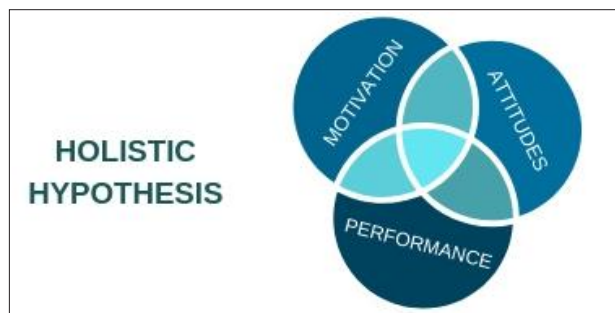 HOLISTIC
HYPOTHESIS
MOTIVATION
ATTITUDES
PERFORMANCE